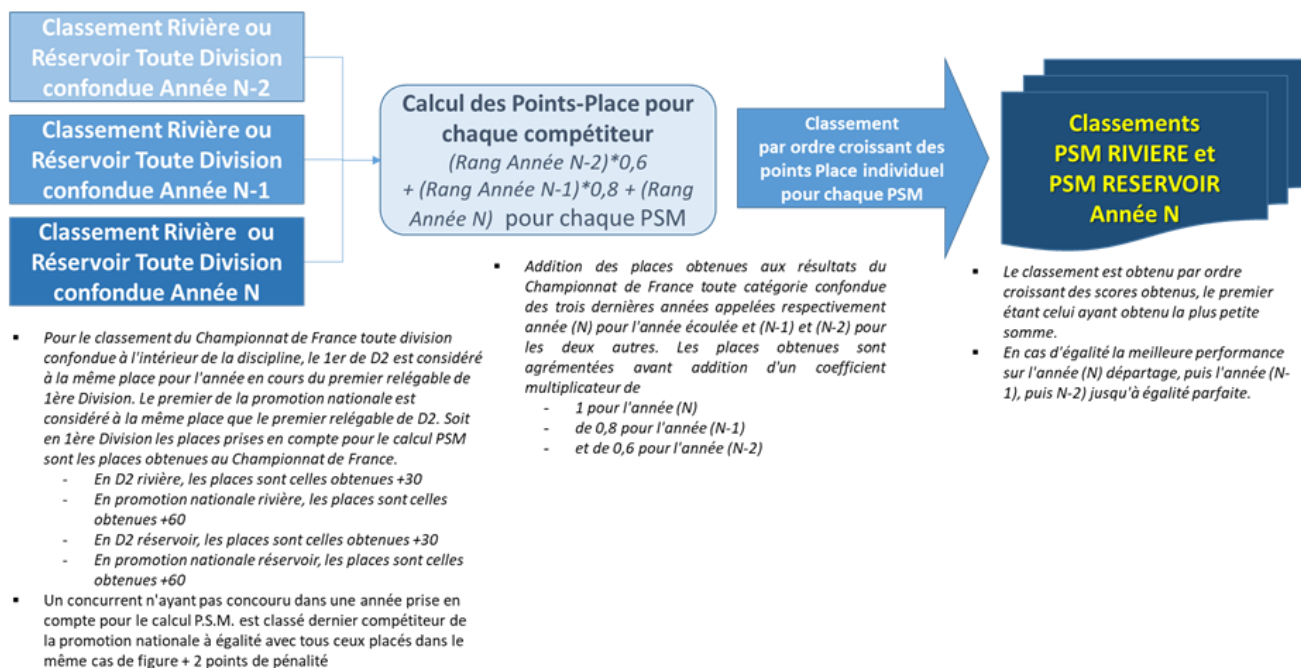 Classement Rivière ou
Réservoir Toute Division
confondue Année N-2
Classement Rivière ou
Réservoir Toute Division
confondue Année N-1
Classement Rivière ou
Réservoir Toute Division
confondue Année N
Calcul des Points-Place pour
chaque compétiteur
(Rang Année N-2)*0,6
+ (Rang Année N-1)*0,8 + (Rang
Année N) pour chaque PSM
Classement
par ordre croissant des
points Place individuel
pour chaque PSM
Classements
PSM RIVIERE et
PSM RESERVOIR
Année N
▪ Pour le classement du Championnat de France toute division
confondue à l'intérieur de la discipline, le 1er de D2 est considéré
à la même place pour l'année en cours du premier relégable de
1ère Division. Le premier de la promotion nationale est
considéré à la même place que le premier relégable de D2. Soit
en 1ère Division les places prises en compte pour le calcul PSM
sont les places obtenues au Championnat de France.
- En D2 rivière, les places sont celles obtenues +30
- En promotion nationale rivière, les places sont celles
obtenues +60
- En D2 réservoir, les places sont celles obtenues +30
- En promotion nationale réservoir, les places sont celles
obtenues +60
▪ Un concurrent n'ayant pas concouru dans une année prise en
compte pour le calcul P.S.M. est classé dernier compétiteur de
la promotion nationale à égalité avec tous ceux placés dans le
même cas de figure + 2 points de pénalité
▪ Addition des places obtenues aux résultats du
Championnat de France toute catégorie confondue
des trois dernières années appelées respectivement
année (N) pour l'année écoulée et (N-1) et (N-2) pour
les deux autres. Les places obtenues sont
agrémentées avant addition d'un coefficient
multiplicateur de
- 1 pour l'année (N)
- de 0,8 pour l'année (N-1)
- et de 0,6 pour l'année (N-2)
▪ Le classement est obtenu par ordre
croissant des scores obtenus, le premier
étant celui ayant obtenu la plus petite
somme.
▪ En cas d'égalité la meilleure performance
sur l'année (N) départage, puis l'année (N-
1), puis N-2) jusqu'à égalité parfaite.